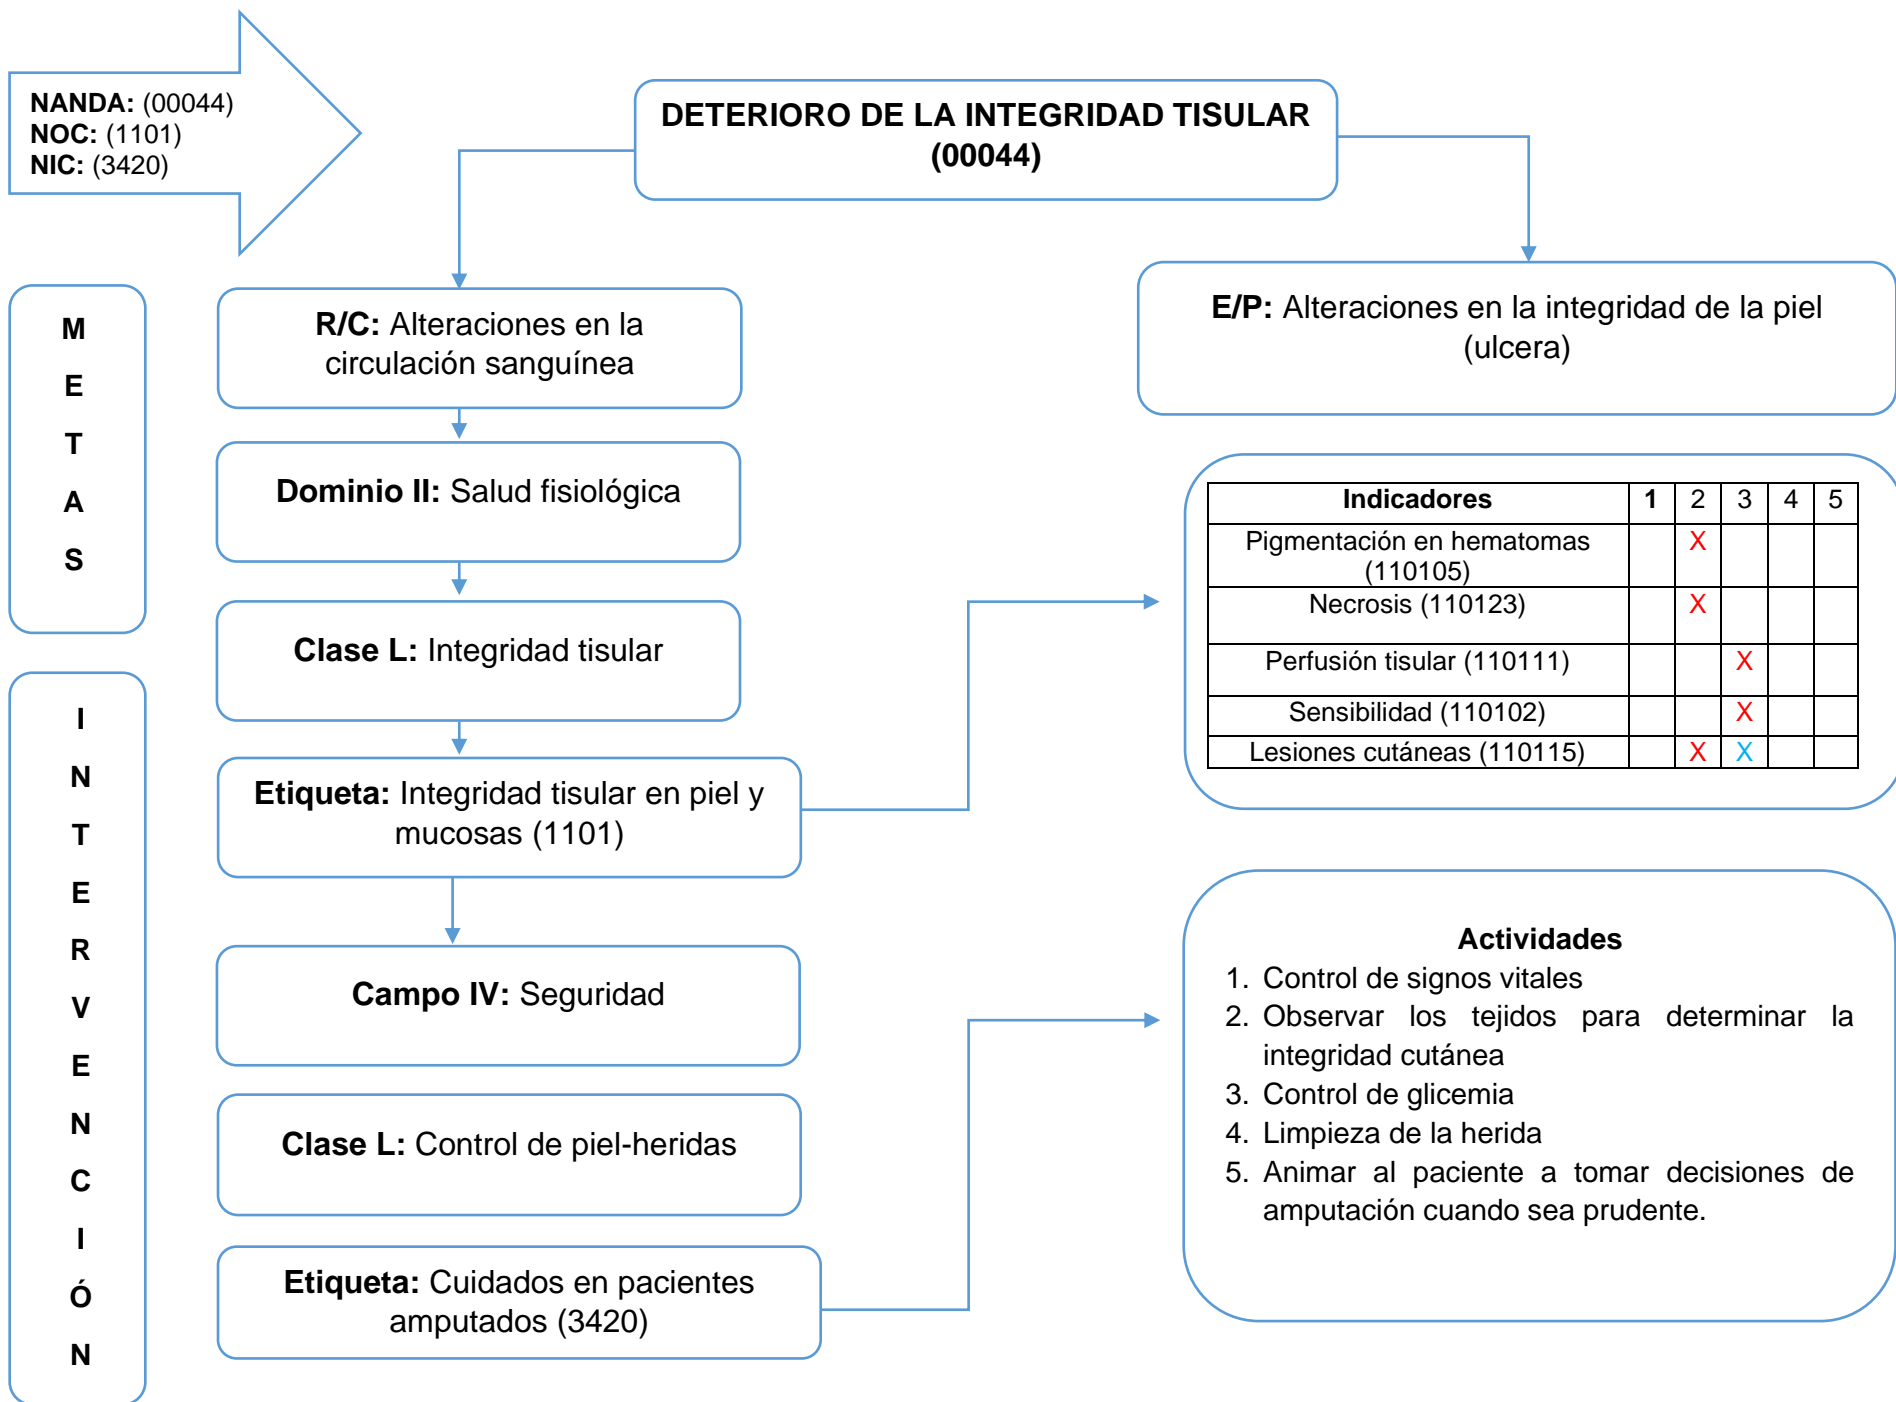 NANDA: (00044)
NOC: (1101)
NIC: (3420)
DETERIORO DE LA INTEGRIDAD TISULAR
(00044)
M
E
T
A
S
R/C: Alteraciones en la
circulación sanguínea
E/P: Alteraciones en la integridad de la piel
(ulcera)
Dominio II: Salud fisiológica
Clase L: Integridad tisular
Etiqueta: Integridad tisular en piel y
mucosas (1101)
Indicadores 1 2 3 4 5
Pigmentación en hematomas X
(110105)
Necrosis (110123) X
Perfusión tisular (110111) X
Sensibilidad (110102) X
Lesiones cutáneas (110115) X X
I
N
T
E
R
V
E
N
C
I
Ó
N
Campo IV: Seguridad
Clase L: Control de piel-heridas
Etiqueta: Cuidados en pacientes
amputados (3420)
Actividades
1. Control de signos vitales
2. Observar los tejidos para determinar la
integridad cutánea
3. Control de glicemia
4. Limpieza de la herida
5. Animar al paciente a tomar decisiones de
amputación cuando sea prudente.